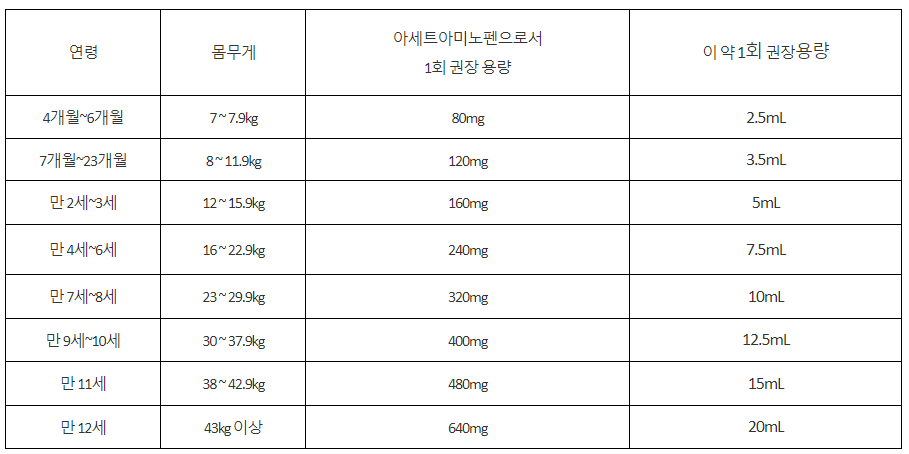 연령 몸무게 아세트아미노펜으로서 이 약 1회 권장용량
1회 권장 용량
4개월~6개월 7 ~ 7.9kg 80mg 2.5mL
7개월~23개월 8 ~ 11.9kg 120mg 3.5mL
만 2세~3세 12 ~ 15.9kg 160mg 5mL
만 4세~6세 16 ~ 22.9kg 240mg 7.5mL
만 7세~8세 23 ~ 29.9kg 320mg 10mL
만 9세~10세 30 ~ 37.9kg 400mg 12.5mL
만 11세 38 ~ 42.9kg 480mg 15mL
만 12세 43kg 이상 640mg 20mL